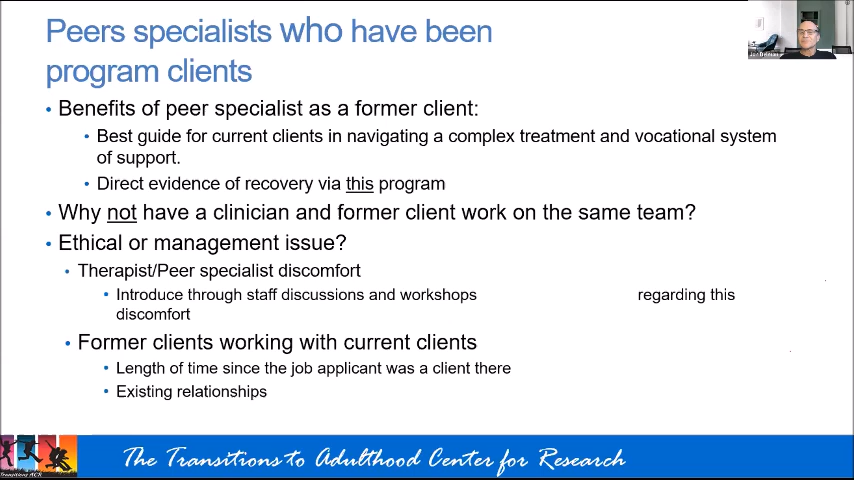 Peers specialists who have been
program clients
• Benefits of peer specialist as a former client:
• Best guide for current clients in navigating a complex treatment and vocational system
of support.
• Direct evidence of recovery via this program
• Why not have a clinician and former client work on the same team?
• Ethical or management issue?
• Therapist/Peer specialist discomfort
• Introduce through staff discussions and workshops regarding this
discomfort
• Former clients working with current clients
• Length of time since the job applicant was a client there
• Existing relationships
Transitions ACR
The Transitions to Adulthood Center for Research